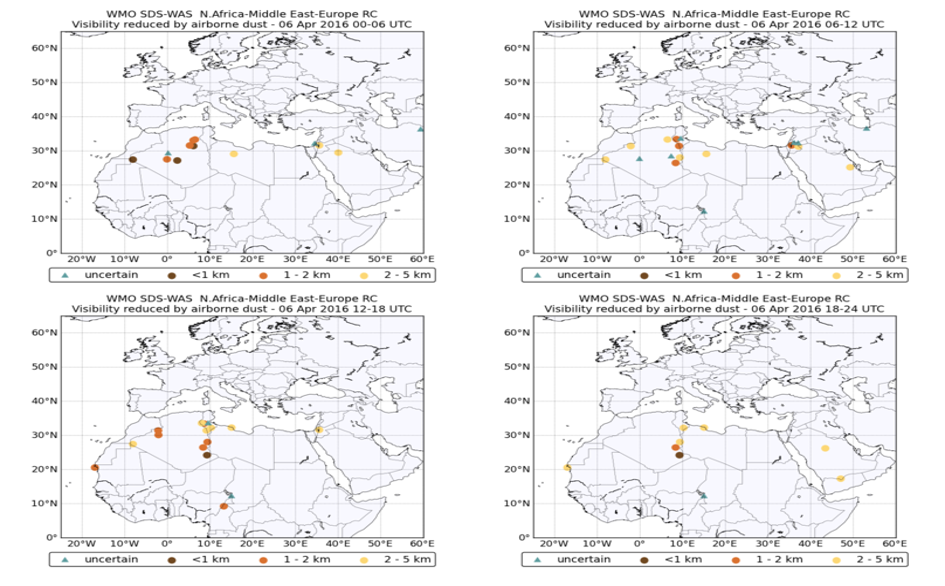 WMO SDS-WAS N.Africa-Middle East-Europe RC
Visibility reduced by airborne dust - 06 Apr 2016 00-06 UTC
60°N
50°N
40°N
30°N
20°N
10°N
0°
20°W 10°W 0° 10°E 20°E 30°E 40°E 50°E 60°E
uncertain <1 km 1 - 2 km 2 - 5 km
WMO SDS-WAS N.Africa-Middle East-Europe RC
Visibility reduced by airborne dust - 06 Apr 2016 06-12 UTC
60°N
50°N
40°N
30°N
20°N
10°N
0°
20°W 10°W 0° 10°E 20°E 30°E 40°E 50°E 60°E
uncertain <1 km 1 - 2 km 2 - 5 km
WMO SDS-WAS N.Africa-Middle East-Europe RC
Visibility reduced by airborne dust - 06 Apr 2016 12-18 UTC
60°N
50°N
40°N
30°N
20°N
10°N
0°
20°W 10°W 0° 10°E 20°E 30°E 40°E 50°E 60°E
uncertain <1 km 1 - 2 km 2 - 5 km
WMO SDS-WAS N.Africa-Middle East-Europe RC
Visibility reduced by airborne dust - 06 Apr 2016 18-24 UTC
60°N
50°N
40°N
30°N
20°N
10°N
0°
20°W 10°W 0° 10°E 20°E 30°E 40°E 50°E 60°E
uncertain <1 km 1 - 2 km 2 - 5 km